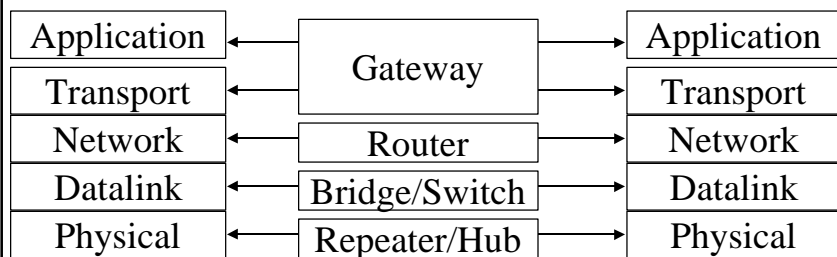 Application
Gateway
Application
Transport
Transport
Network
Router
Network
Datalink
Bridge/Switch
Datalink
Physical
Repeater/Hub
Physical